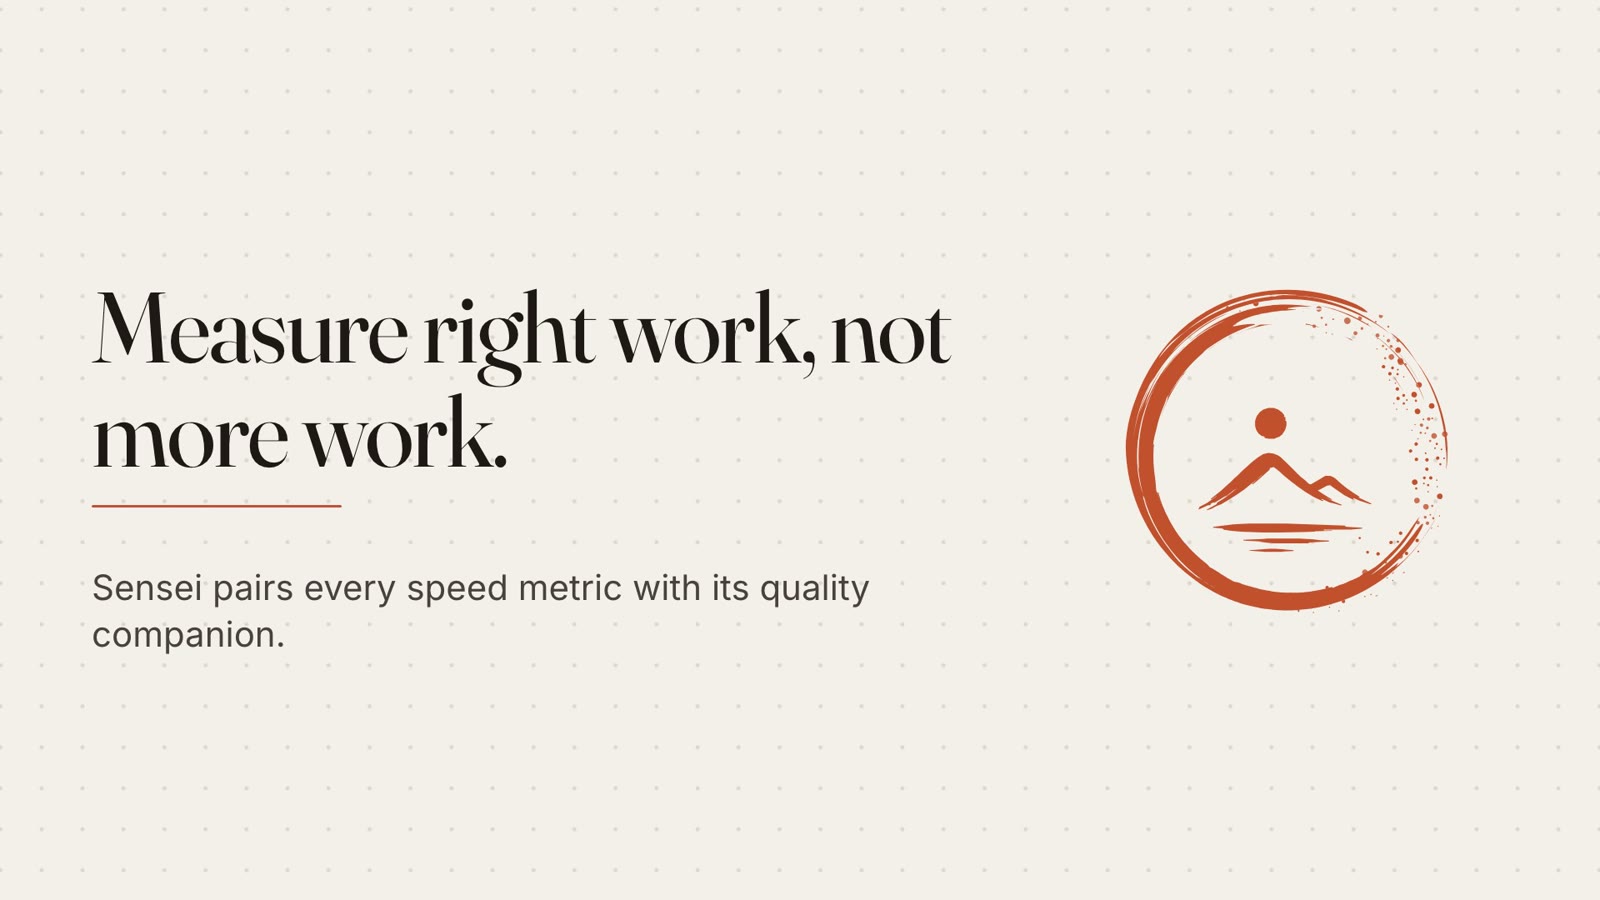 Measure right work, not
more work.
Sensei pairs every speed metric with its quality
companion.